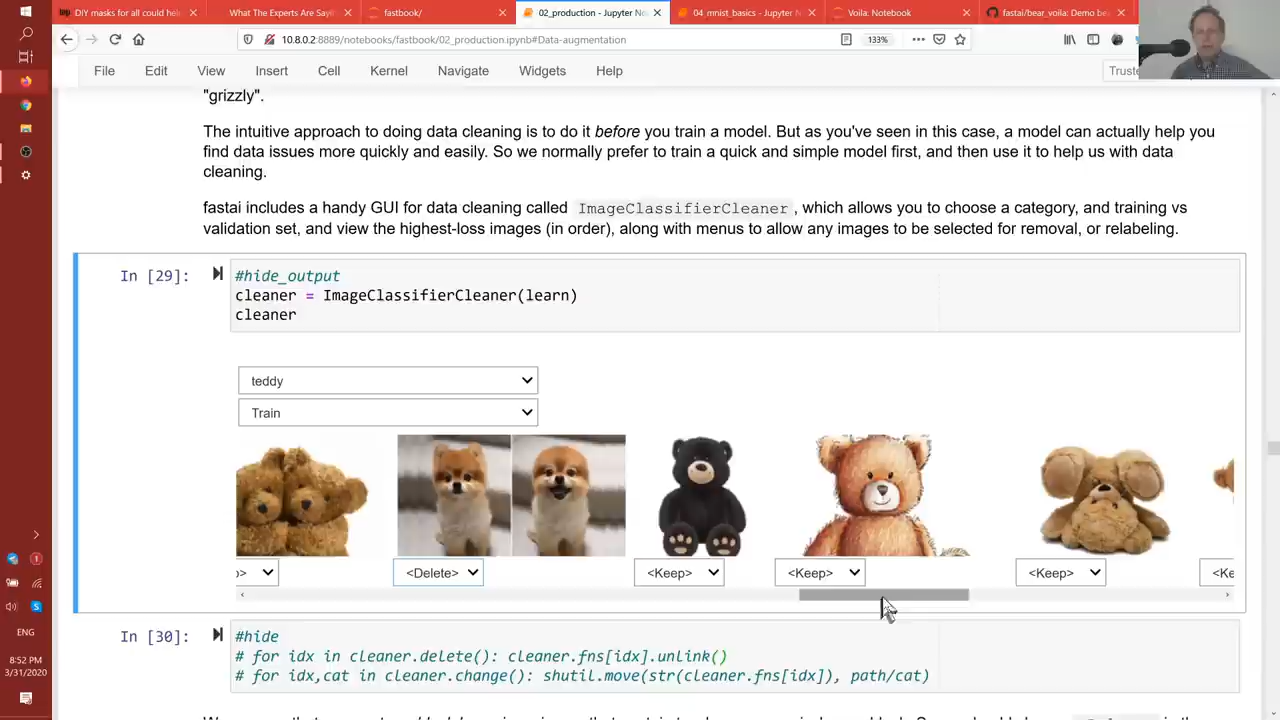 DIY masks for all could help
What The Experts Are Sayi
fastbook/
02_production - Jupyter No
04_mnist_basics - Jupyter N
Voila: Notebook
fastai/bear_voila: Demo be
10.8.0.2:8889/notebooks/fastbook/02_production.ipynb#Data-augmentation
133%
File Edit View Insert Cell Kernel Navigate Widgets Help
Truste
"grizzly".
The intuitive approach to doing data cleaning is to do it before you train a model. But as you've seen in this case, a model can actually help you
find data issues more quickly and easily. So we normally prefer to train a quick and simple model first, and then use it to help us with data
cleaning.
fastai includes a handy GUI for data cleaning called ImageClassifierCleaner, which allows you to choose a category, and training vs
validation set, and view the highest-loss images (in order), along with menus to allow any images to be selected for removal, or relabeling.
In [29]:
#hide_output
cleaner = ImageClassifierCleaner(learn)
cleaner
teddy
Train
p> <Delete> <Keep> <Keep> <Keep> <Ke
In [30]:
#hide
# for idx in cleaner.delete(): cleaner.fns[idx].unlink()
# for idx,cat in cleaner.change(): shutil.move(str(cleaner.fns[idx]), path/cat)
ENG
8:52 PM
3/31/2020